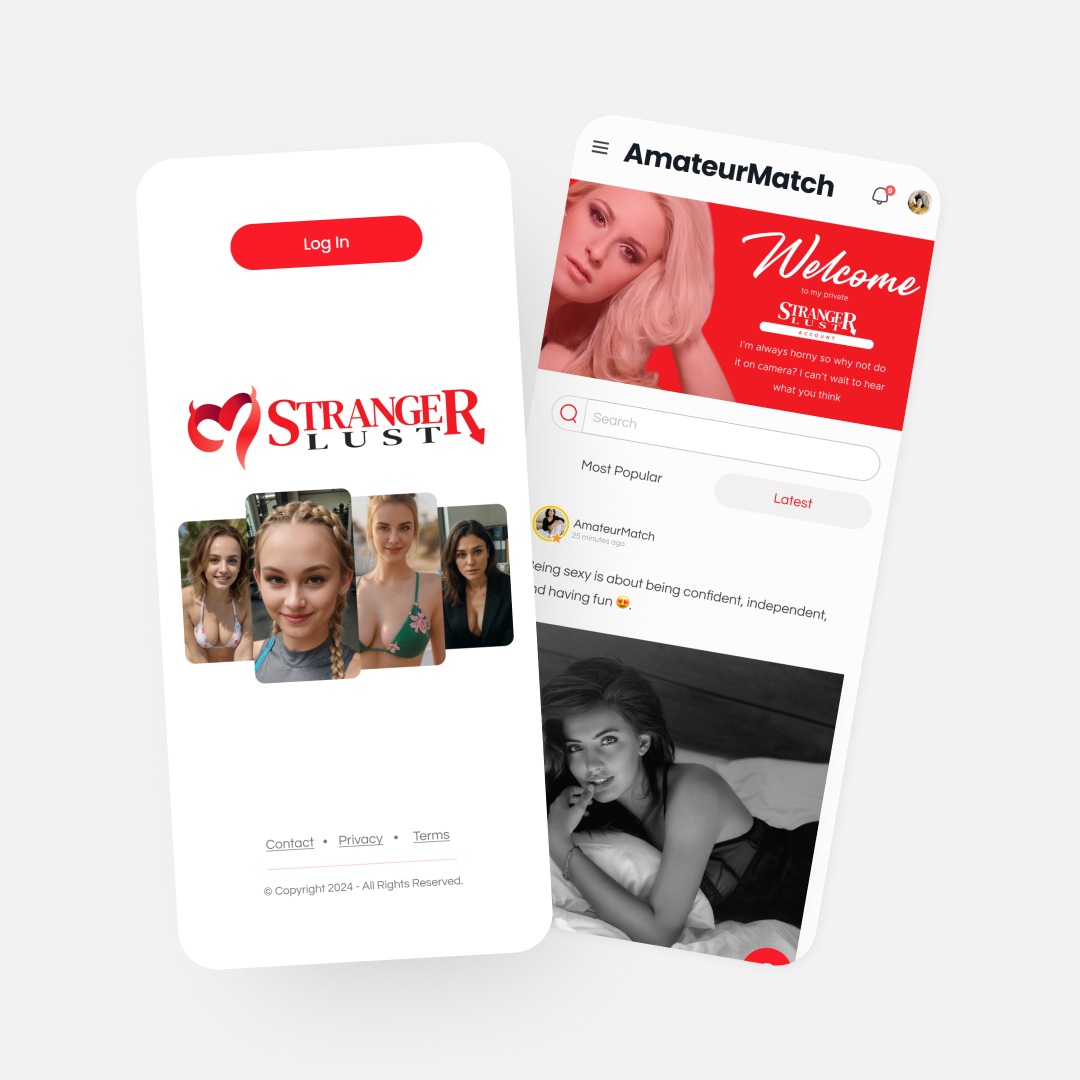 Log In
STRANGER
LUST
Contact • Privacy • Terms
© Copyright 2024 - All Rights Reserved.
AmateurMatch
9
Welcome
to my private
STRANGER
LUST
ACCOUNT
I'm always horny so why not do
it on camera? I can't wait to hear
what you think
Search
Most Popular
Latest
AmateurMatch
25 minutes ago
eing sexy is about being confident, independent,
nd having fun 😍.